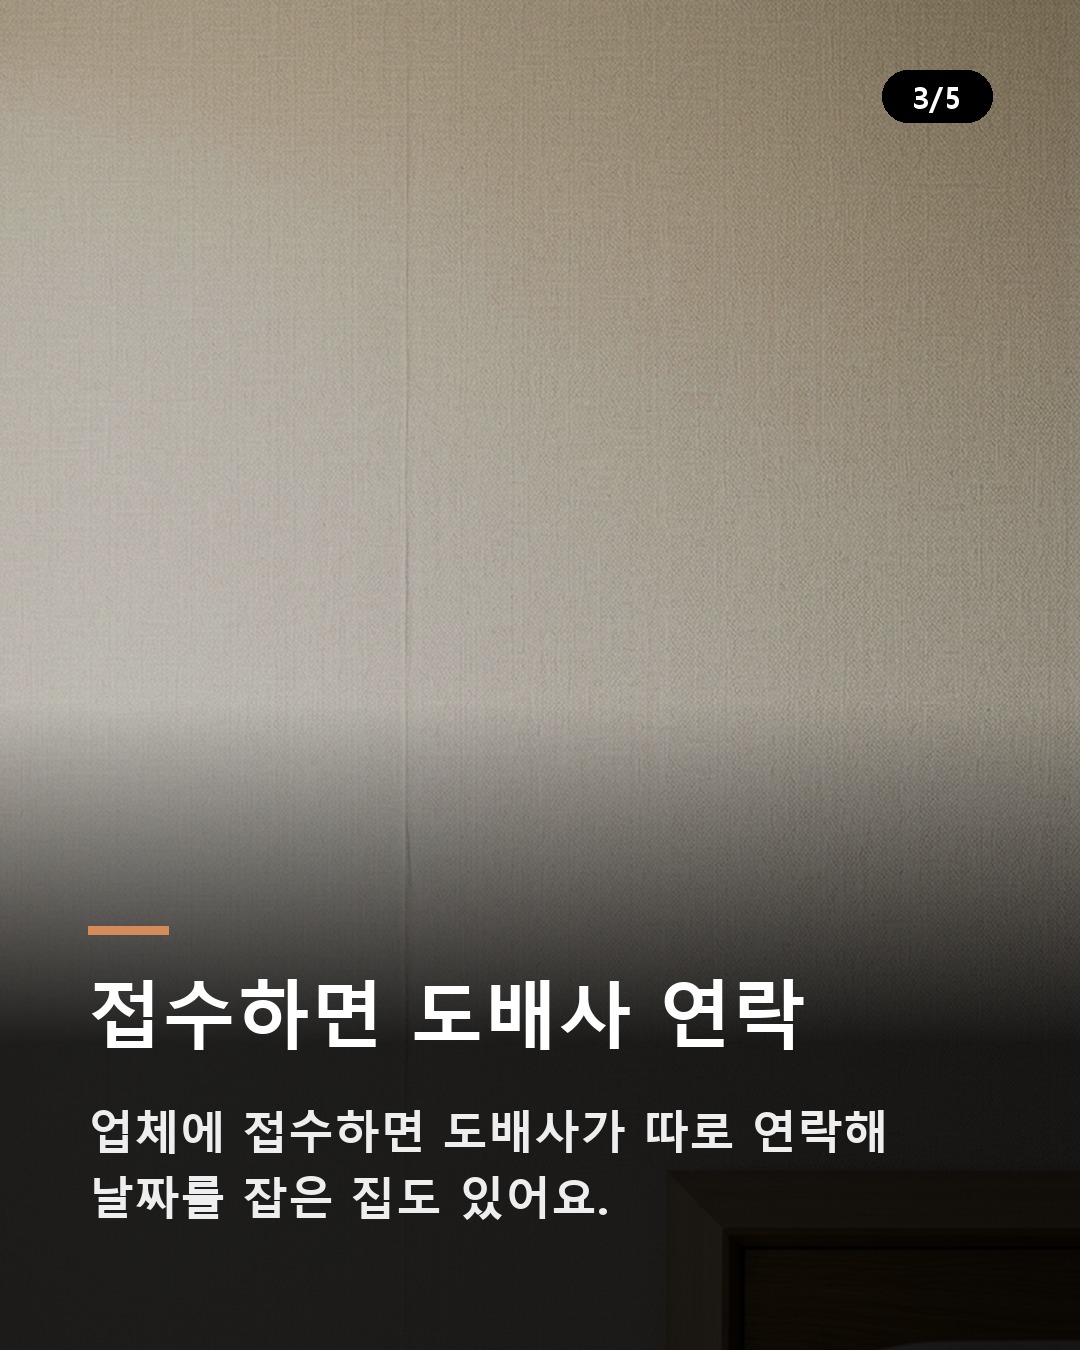 3/5
접수하면 도배사 연락
업체에 접수하면 도배사가 따로 연락해
날짜를 잡은 집도 있어요.